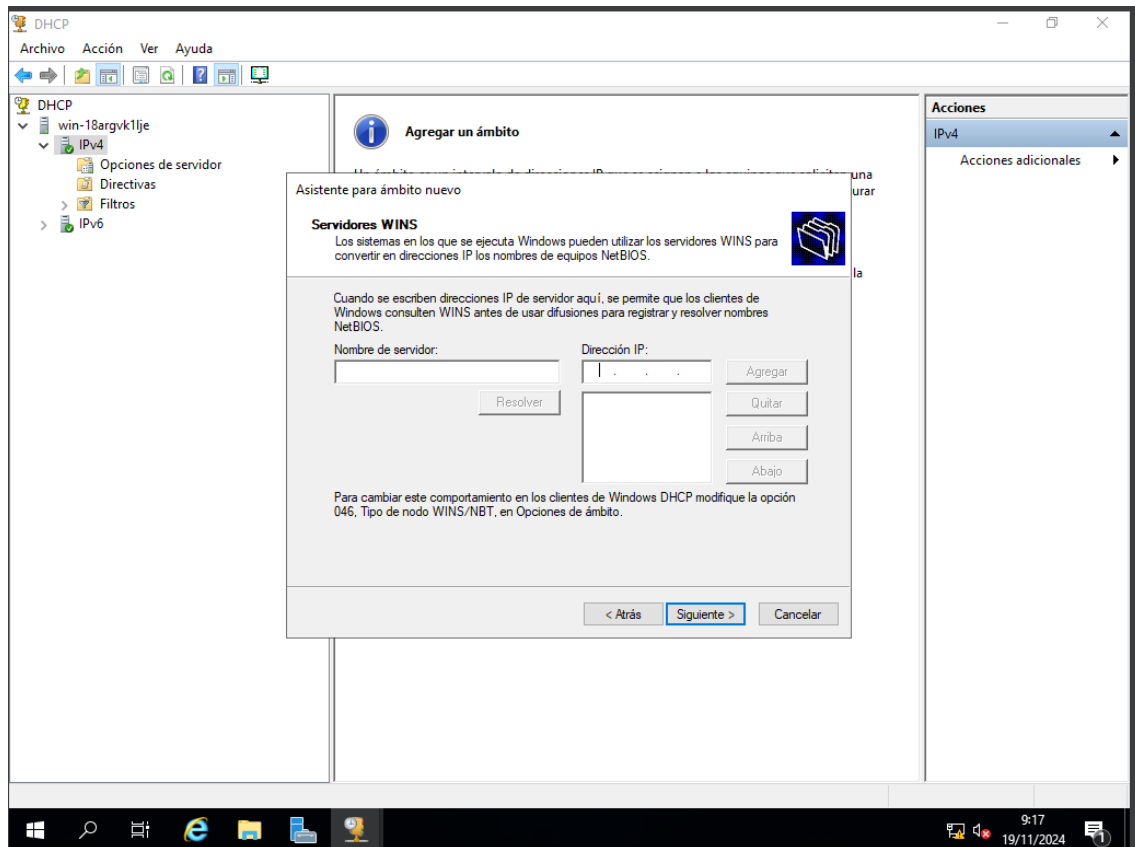 DHCP
Archivo Acción Ver Ayuda
DHCP
win-18argvk1lje
IPv4
Opciones de servidor
Directivas
Filtros
IPv6
Agregar un ámbito
una
urar
la
Asistente para ámbito nuevo
Servidores WINS
Los sistemas en los que se ejecuta Windows pueden utilizar los servidores WINS para
convertir en direcciones IP los nombres de equipos NetBIOS.
Cuando se escriben direcciones IP de servidor aquí, se permite que los clientes de
Windows consulten WINS antes de usar difusiones para registrar y resolver nombres
NetBIOS.
Nombre de servidor: Dirección IP:
. . .
Agregar
Resolver
Quitar
Arriba
Abajo
Para cambiar este comportamiento en los clientes de Windows DHCP modifique la opción
046, Tipo de nodo WINS/NBT, en Opciones de ámbito.
< Atrás Siguiente > Cancelar
Acciones
IPv4
Acciones adicionales
9:17
19/11/2024
1